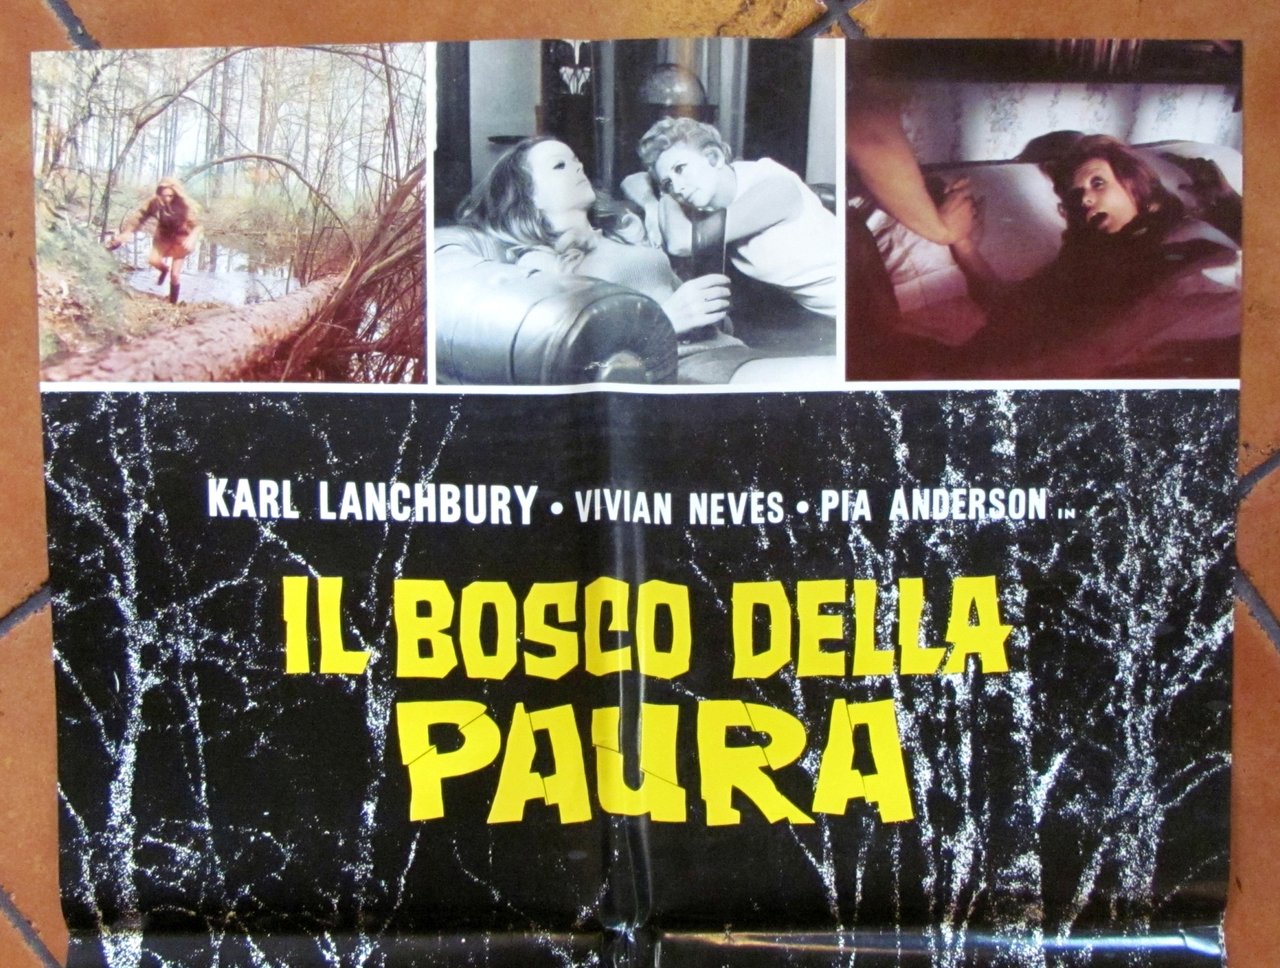 KARL LANCHBURY • VIVIAN NEVES • PIA ANDERSON IN
IL BOSCO DELLA
PAURA